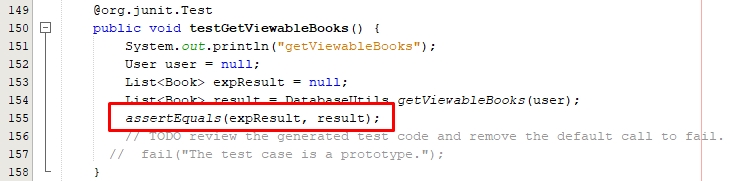 149 @org.junit.Test
150 public void testGetViewableBooks() {
151 System.out.println("getViewableBooks");
152 User user = null;
153 List<Book> expResult = null;
154 List<Book> result = DatabaseUtils.getViewableBooks(user);
155 assertEquals(expResult, result);
156 // TODO review the generated test code and remove the default call to fail.
157 // fail("The test case is a prototype.");
158 }